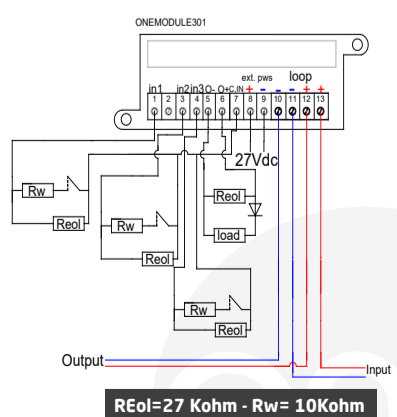 ONEMODULE301
ext. pws loop
in1 in2 in3 O- O+ C.IN + - - - + +
1 2 3 4 5 6 7 8 9 10 11 12 13
27Vdc
Rw
Reol
Reol
Rw
load
Reol
Rw
Reol
Output
Input
REol=27 Kohm - Rw= 10Kohm